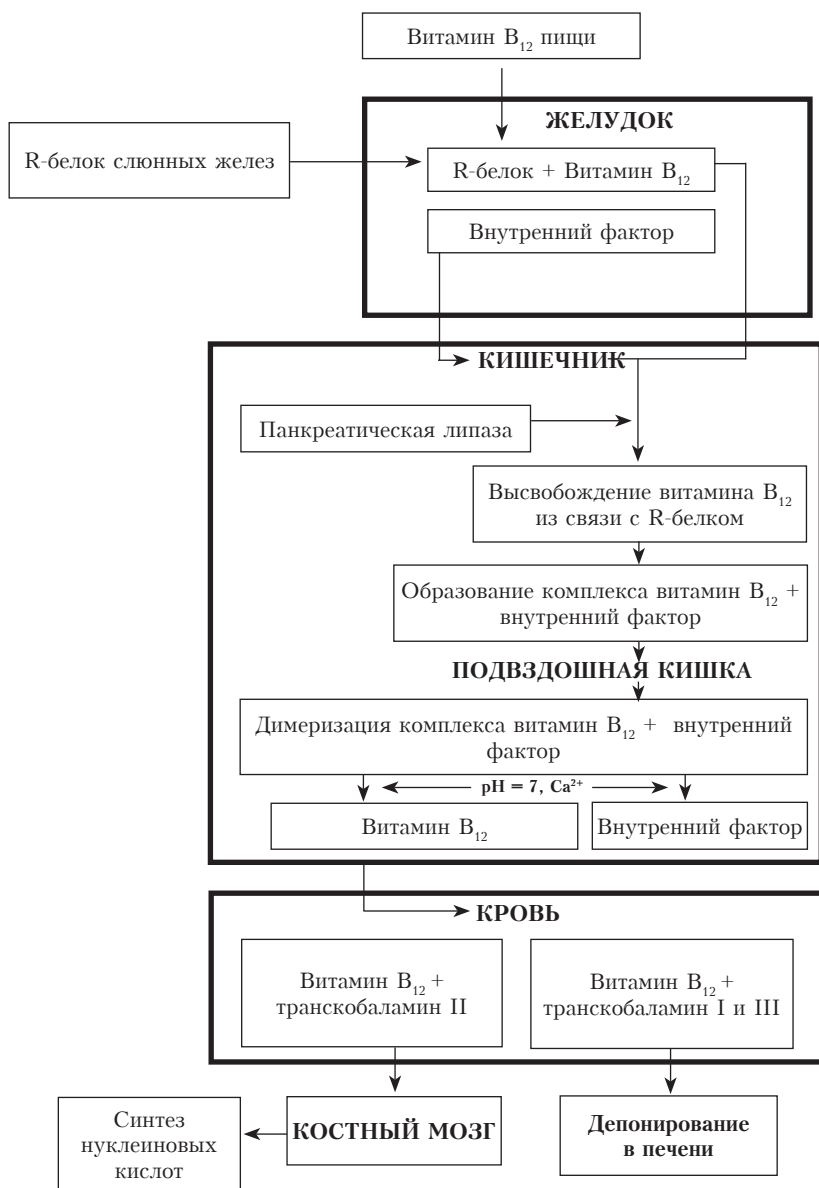 Витамин B₁₂ пищи
ЖЕЛУДОК
R-белок слюнных желез
R-белок + Витамин B₁₂
Внутренний фактор
КИШЕЧНИК
Панкреатическая липаза
Высвобождение витамина B₁₂
из связи с R-белком
Образование комплекса витамин B₁₂ +
внутренний фактор
ПОДВЗДОШНАЯ КИШКА
Димеризация комплекса витамин B₁₂ + внутренний
фактор
pH = 7, Ca²⁺
Витамин B₁₂
Внутренний фактор
КРОВЬ
Витамин B₁₂ +
транскобаламин II
Витамин B₁₂ +
транскобаламин I и III
Синтез
нуклеиновых
кислот
КОСТНЫЙ МОЗГ
Депонирование
в печени